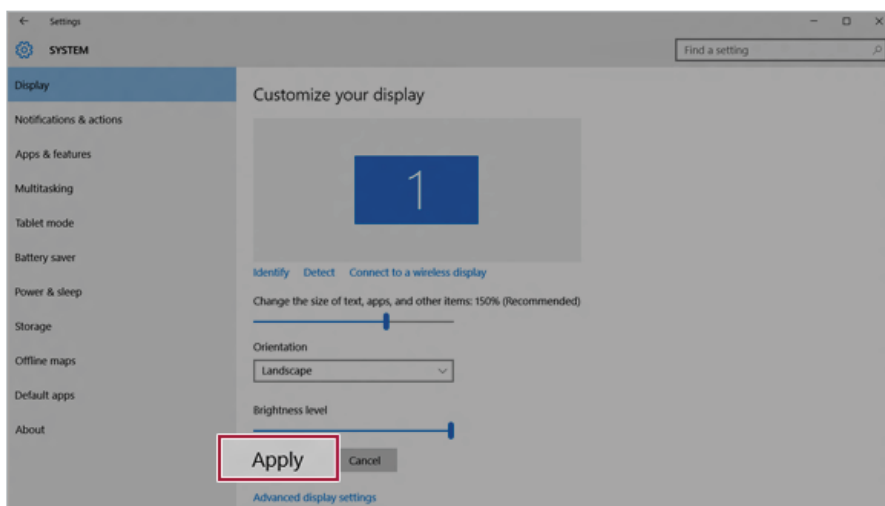 Settings
SYSTEM
Find a setting
Display
Notifications & actions
Apps & features
Multitasking
Tablet mode
Battery saver
Power & sleep
Storage
Offline maps
Default apps
About
Customize your display
1
Identify Detect Connect to a wireless display
Change the size of text, apps, and other items: 150% (Recommended)
Orientation
Landscape
Brightness level
Apply Cancel
Advanced display settings